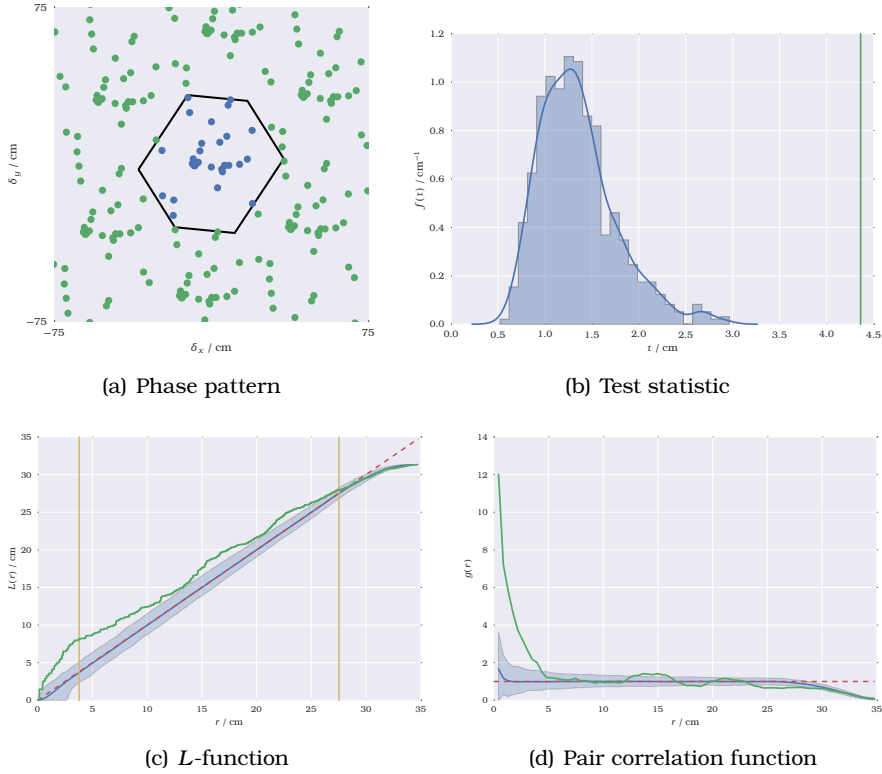 75
δy / cm
−75
−75
75
δx / cm
(a) Phase pattern
1.2
1.0
0.8
0.6
0.4
0.2
0.0
f(τ) / cm⁻¹
0.0 0.5 1.0 1.5 2.0 2.5 3.0 3.5 4.0 4.5
τ / cm
(b) Test statistic
35
30
25
20
15
10
5
0
L(r) / cm
0 5 10 15 20 25 30 35
r / cm
(c) L-function
14
12
10
8
6
4
2
0
g(r)
0 5 10 15 20 25 30 35
r / cm
(d) Pair correlation function